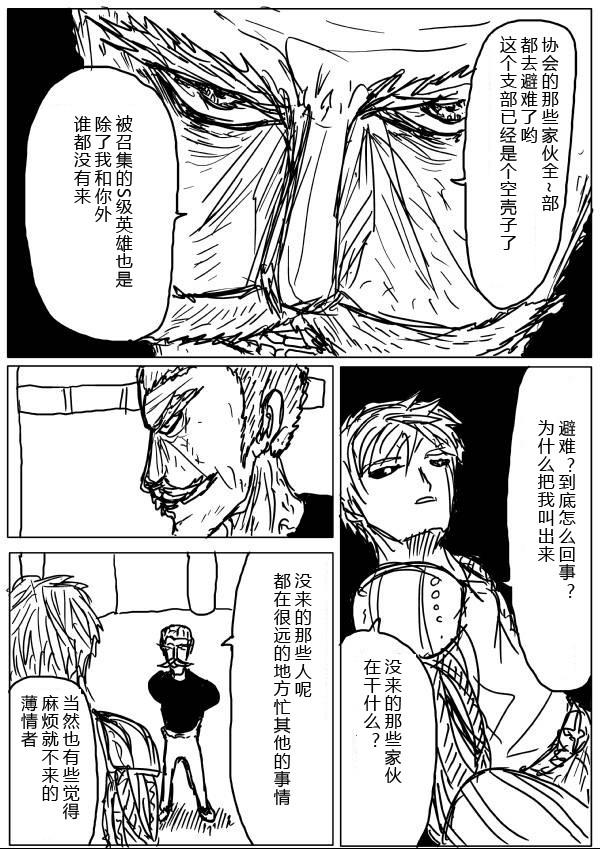 协会的那些家伙全~部
都去避难了哟
这个支部已经是个空壳子了
被召集的S级英雄也是
除了我和你外
谁都没有来
避难？到底怎么回事？
为什么把我叫出来
没来的那些家伙
在干什么？
没来的那些人呢
都在很远的地方忙其他的事情
当然也有些觉得
麻烦就不来的
薄情者